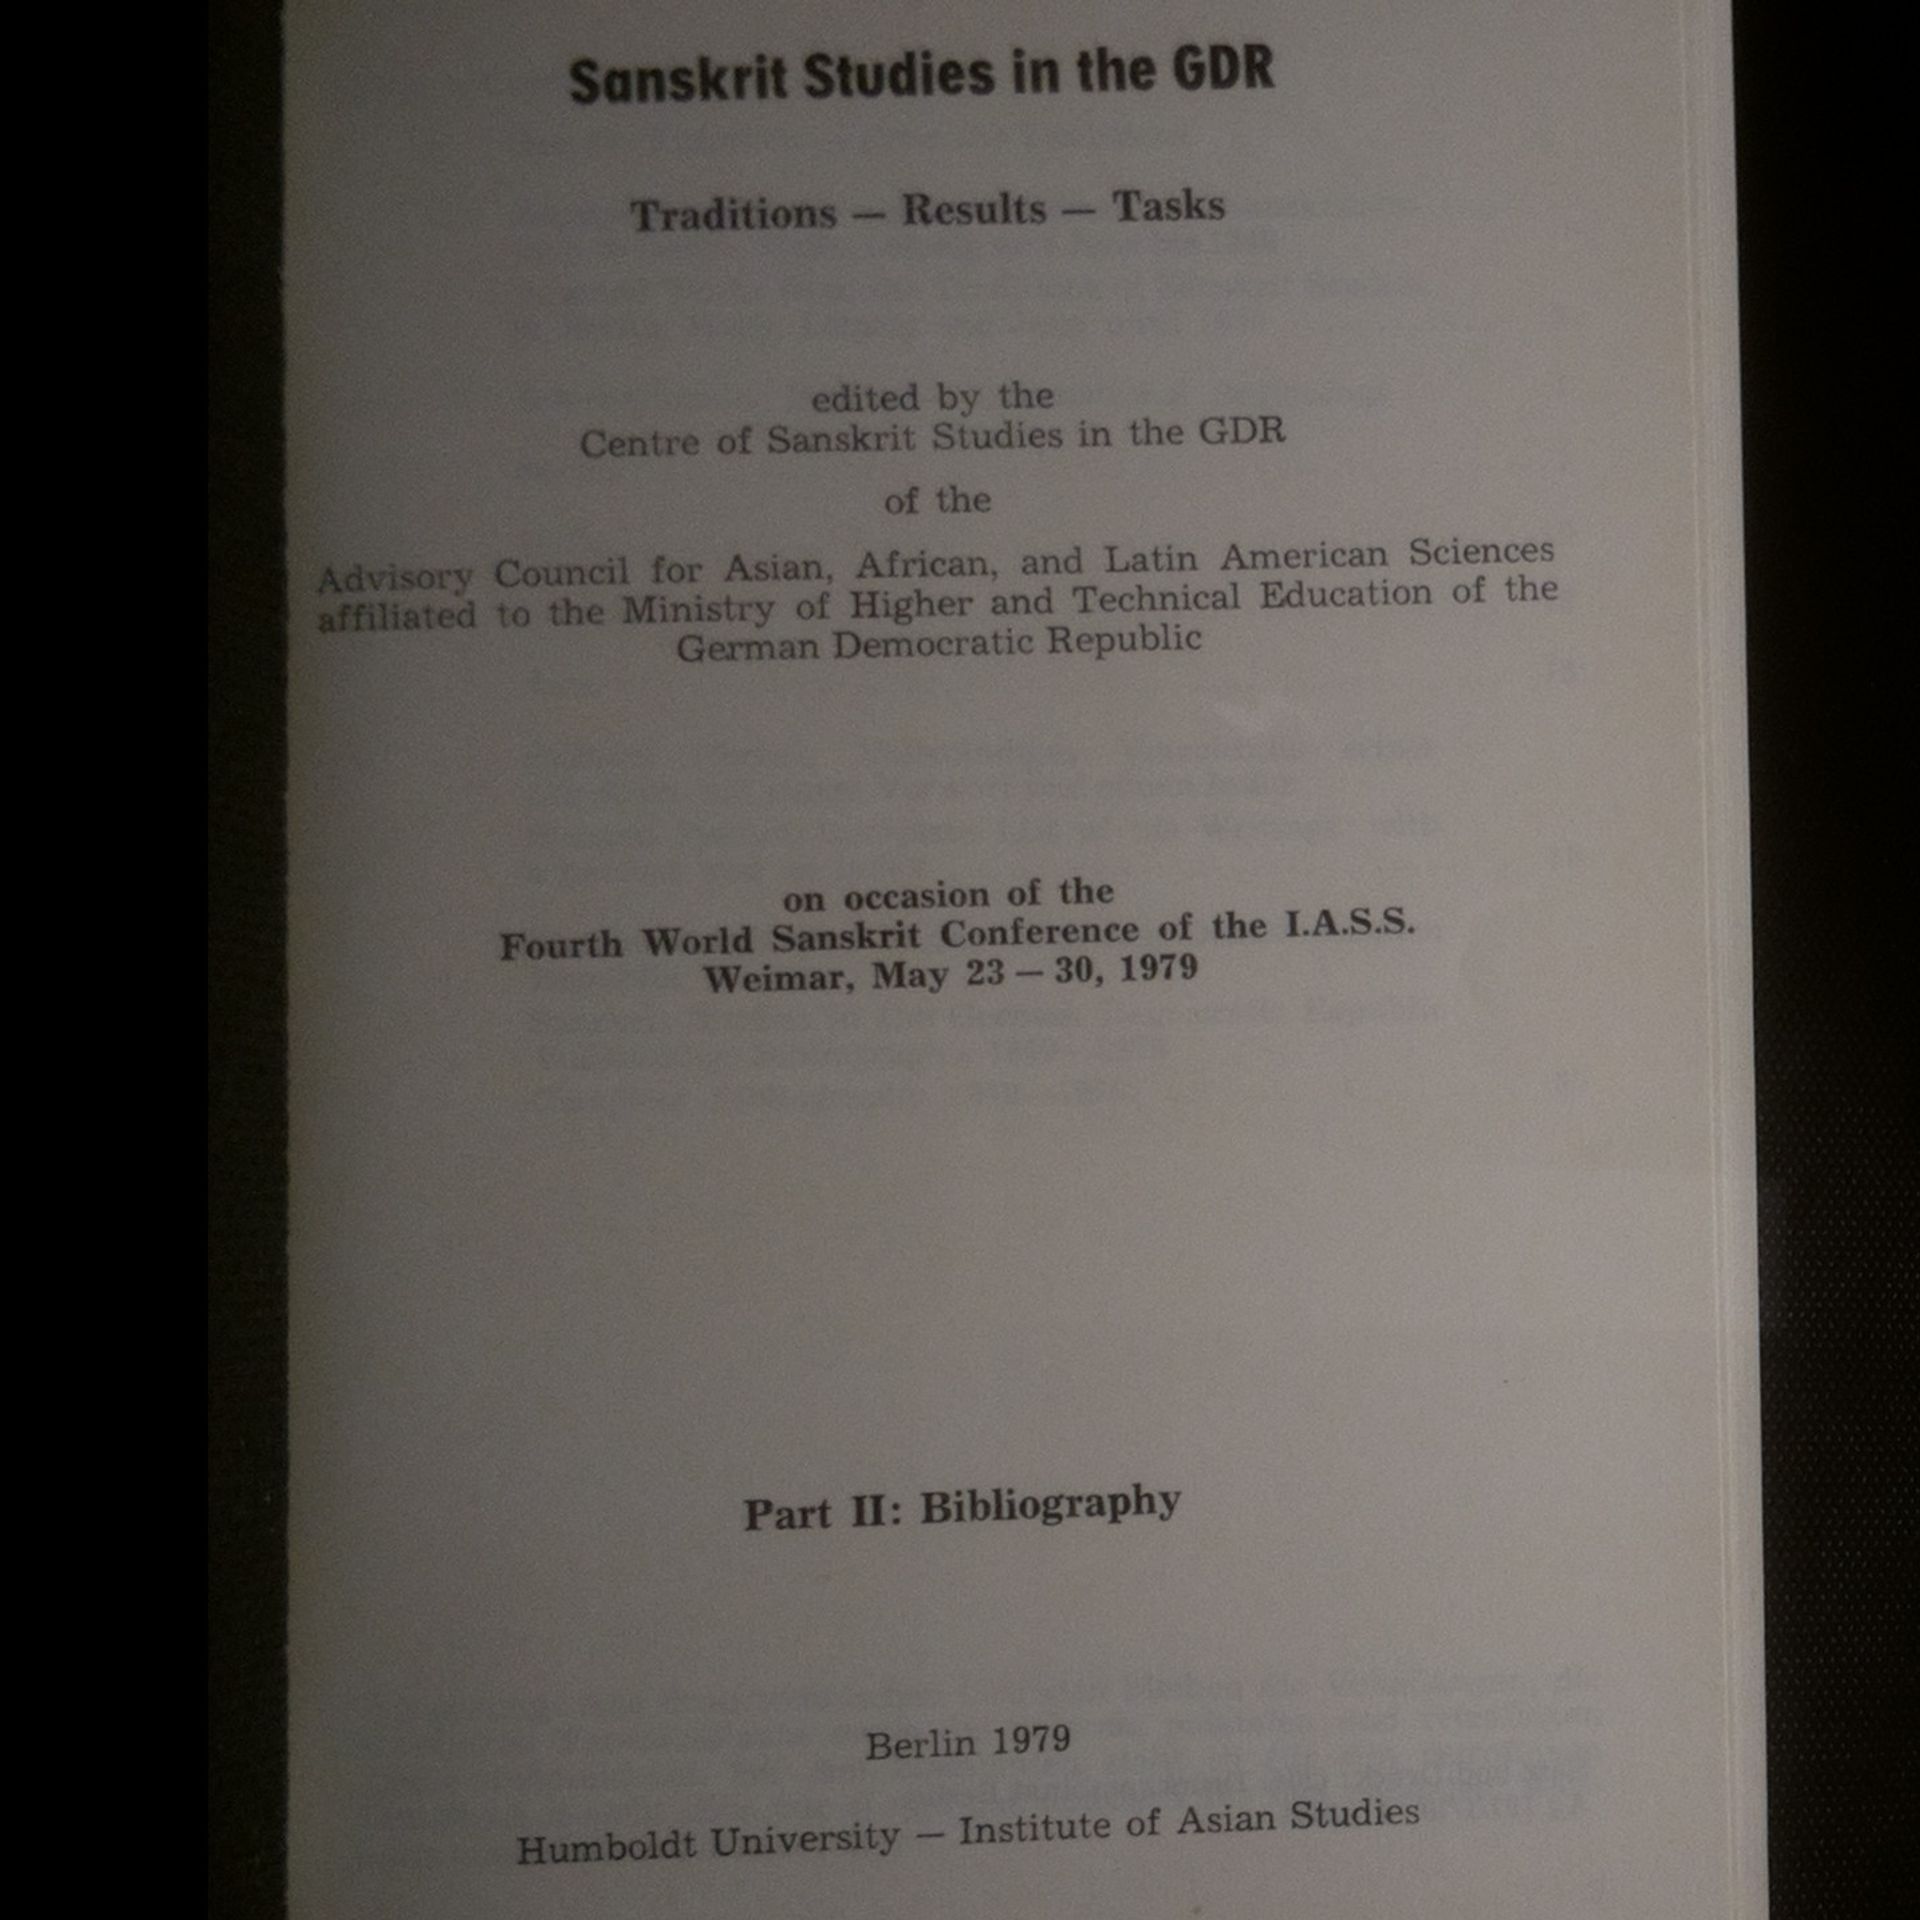 Sanskrit Studies in the GDR
Traditions — Results — Tasks
edited by the
Centre of Sanskrit Studies in the GDR
of the
Advisory Council for Asian, African, and Latin American Sciences
affiliated to the Ministry of Higher and Technical Education of the
German Democratic Republic
on occasion of the
Fourth World Sanskrit Conference of the I.A.S.S.
Weimar, May 23 — 30, 1979
Part II: Bibliography
Berlin 1979
Humboldt University — Institute of Asian Studies